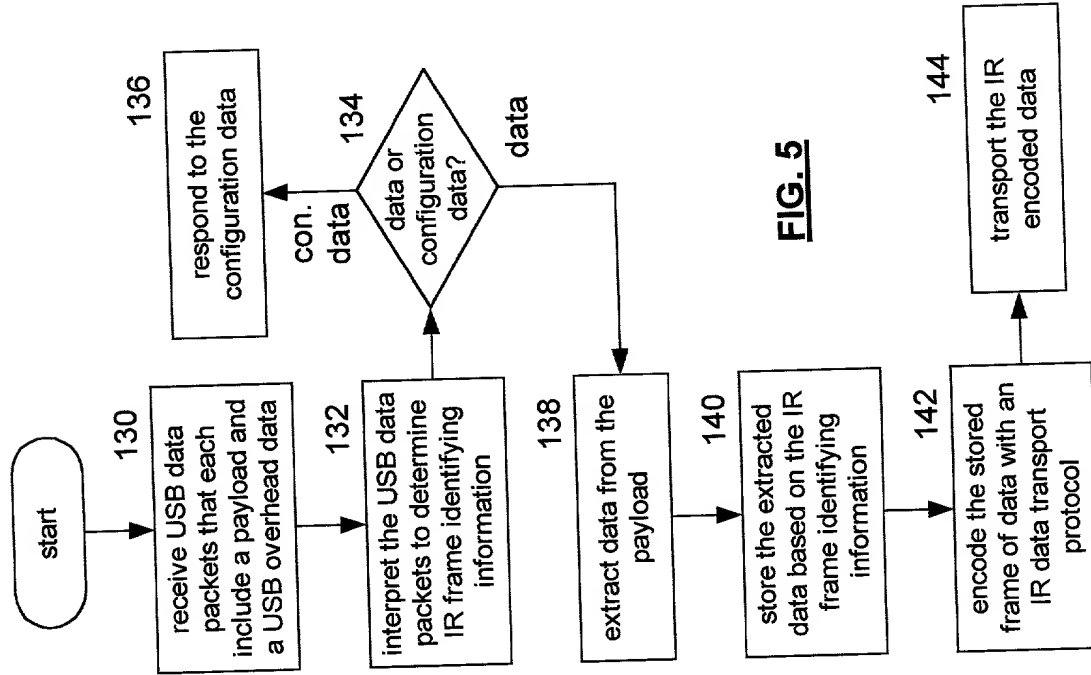 start
130
receive USB data
packets that each
include a payload and
a USB overhead data
132
interpret the USB data
packets to determine
IR frame identifying
information
134
data or
configuration
data?
con.
data
136
respond to the
configuration data
data
138
extract data from the
payload
140
store the extracted
data based on the IR
frame identifying
information
142
encode the stored
frame of data with an
IR data transport
protocol
144
transport the IR
encoded data
FIG. 5